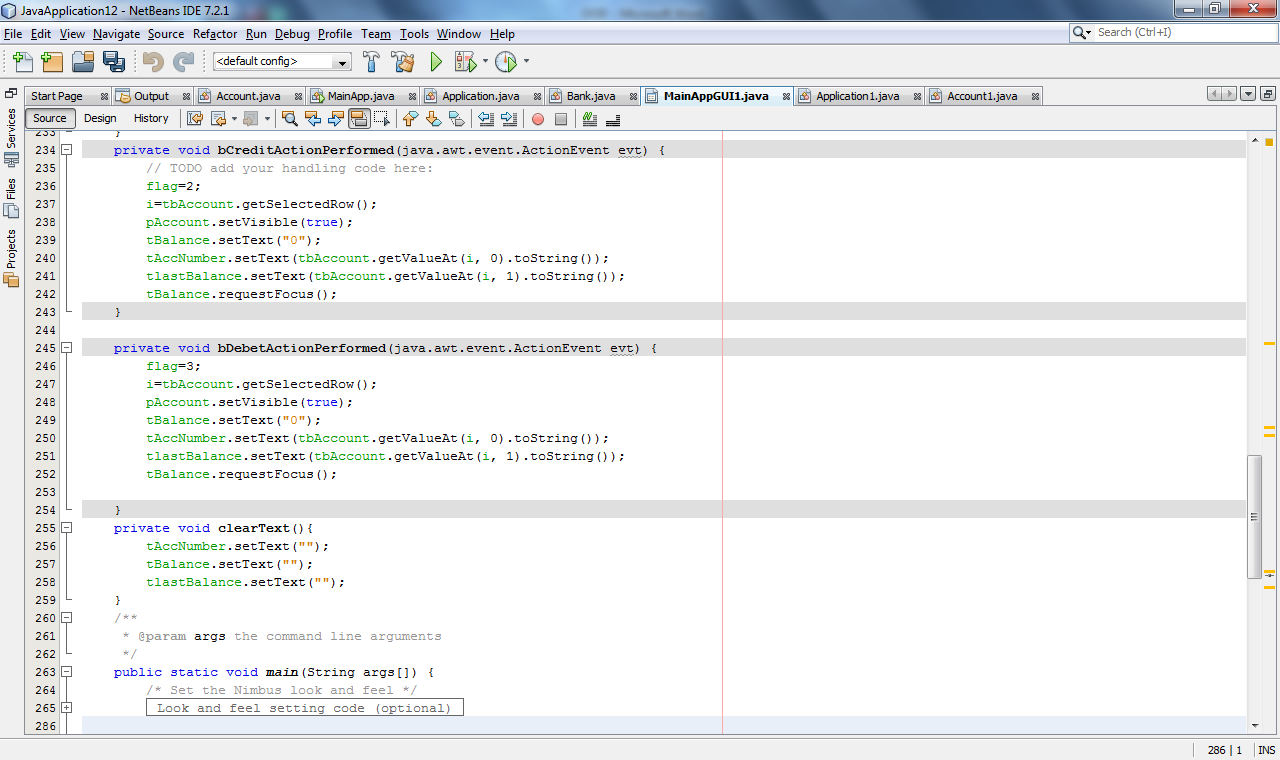 JavaApplication12 - NetBeans IDE 7.2.1
File Edit View Navigate Source Refactor Run Debug Profile Team Tools Window Help
Search (Ctrl+I)
<default config>
Start Page Output Account.java MainApp.java Application.java Bank.java MainAppGUI1.java Application1.java Account1.java
Source Design History
Services
Files
Projects
233 }
234 private void bCreditActionPerformed(java.awt.event.ActionEvent evt) {
235 // TODO add your handling code here:
236 flag=2;
237 i=tbAccount.getSelectedRow();
238 pAccount.setVisible(true);
239 tBalance.setText("0");
240 tAccNumber.setText(tbAccount.getValueAt(i, 0).toString());
241 tlastBalance.setText(tbAccount.getValueAt(i, 1).toString());
242 tBalance.requestFocus();
243 }
244
245 private void bDebetActionPerformed(java.awt.event.ActionEvent evt) {
246 flag=3;
247 i=tbAccount.getSelectedRow();
248 pAccount.setVisible(true);
249 tBalance.setText("0");
250 tAccNumber.setText(tbAccount.getValueAt(i, 0).toString());
251 tlastBalance.setText(tbAccount.getValueAt(i, 1).toString());
252 tBalance.requestFocus();
253
254 }
255 private void clearText(){
256 tAccNumber.setText("");
257 tBalance.setText("");
258 tlastBalance.setText("");
259 }
260 /**
261 * @param args the command line arguments
262 */
263 public static void main(String args[]) {
264 /* Set the Nimbus look and feel */
265 Look and feel setting code (optional)
286
286 | 1 INS